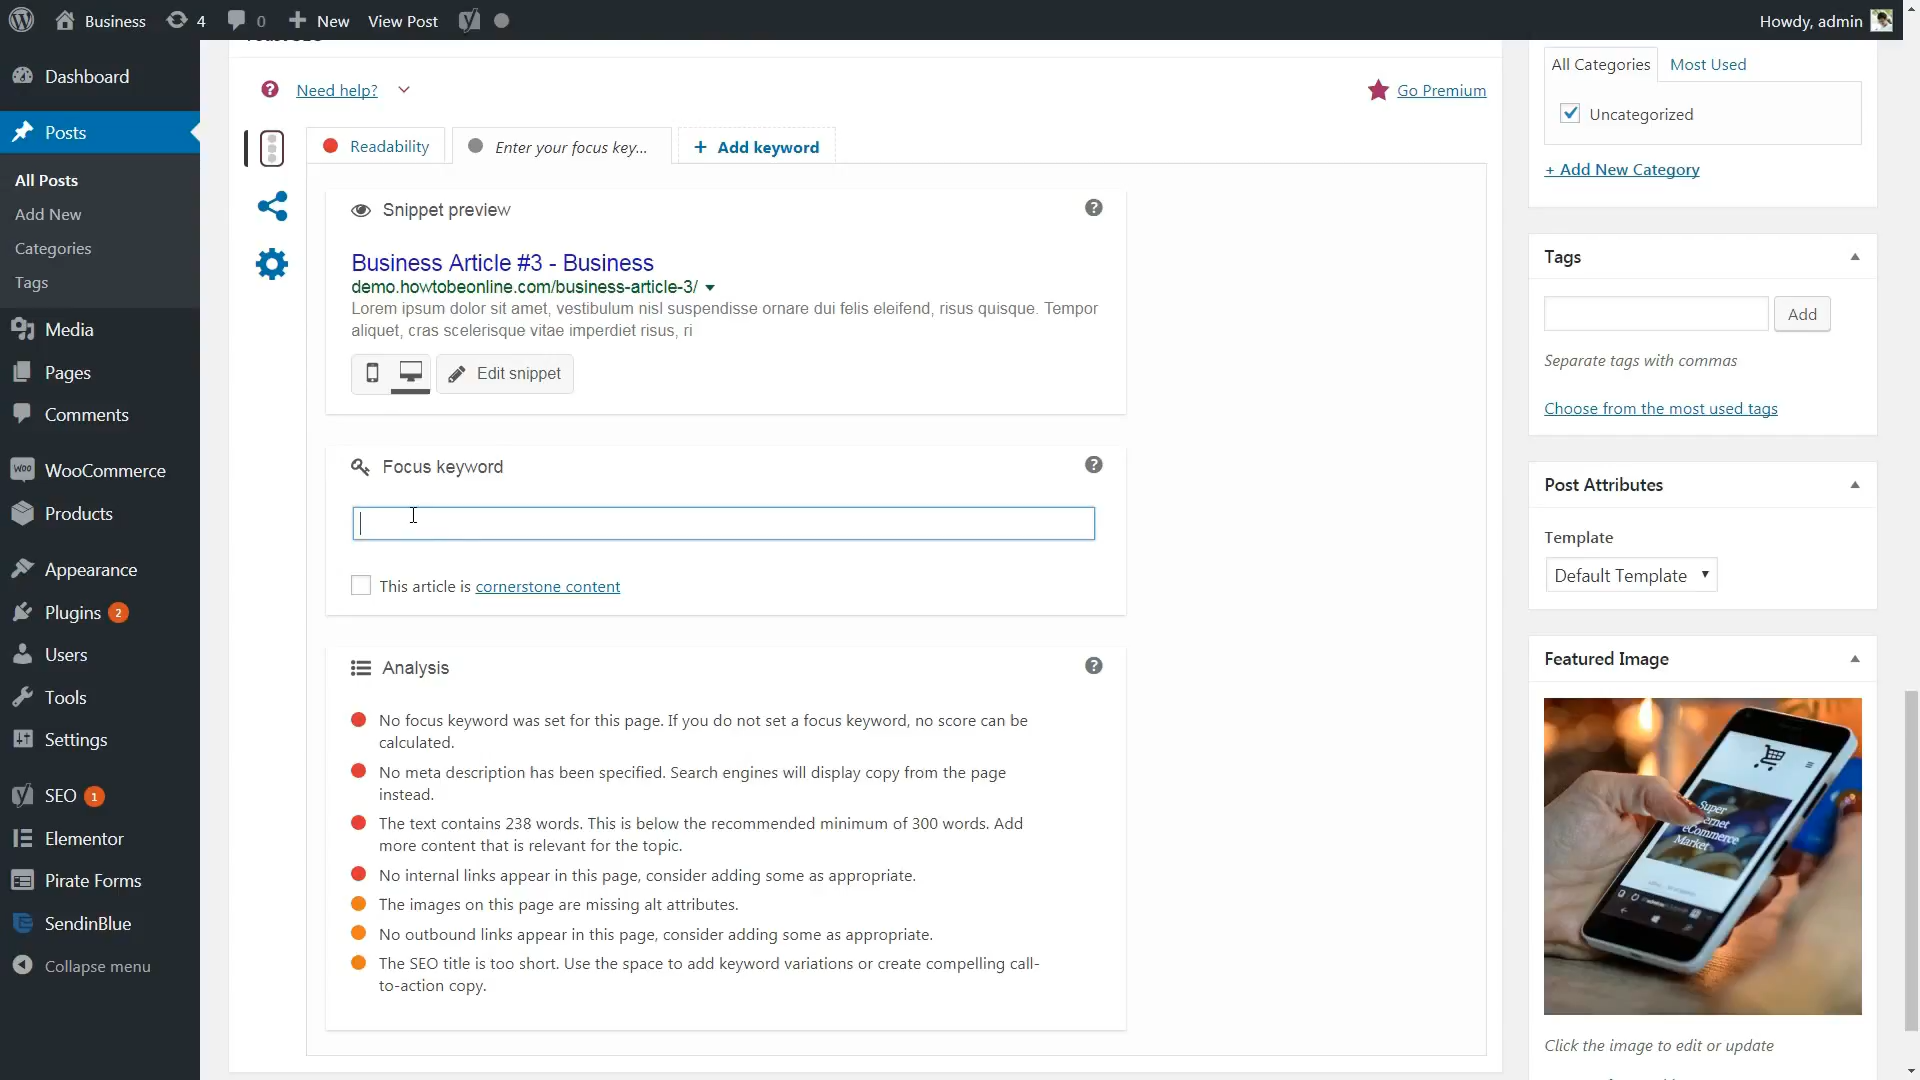 Business
4
0
New
View Post
Howdy, admin
Dashboard
Posts
All Posts
Add New
Categories
Tags
Media
Pages
Comments
WooCommerce
Products
Appearance
Plugins 2
Users
Tools
Settings
SEO 1
Elementor
Pirate Forms
SendinBlue
Collapse menu
Need help?
Go Premium
Readability
Enter your focus key...
+ Add keyword
Snippet preview
Business Article #3 - Business
demo.howtobeonline.com/business-article-3/
Lorem ipsum dolor sit amet, vestibulum nisl suspendisse ornare dui felis eleifend, risus quisque. Tempor
aliquet, cras scelerisque vitae imperdiet risus, ri
Edit snippet
Focus keyword
This article is cornerstone content
Analysis
No focus keyword was set for this page. If you do not set a focus keyword, no score can be
calculated.
No meta description has been specified. Search engines will display copy from the page
instead.
The text contains 238 words. This is below the recommended minimum of 300 words. Add
more content that is relevant for the topic.
No internal links appear in this page, consider adding some as appropriate.
The images on this page are missing alt attributes.
No outbound links appear in this page, consider adding some as appropriate.
The SEO title is too short. Use the space to add keyword variations or create compelling call-
to-action copy.
All Categories
Most Used
Uncategorized
+ Add New Category
Tags
Add
Separate tags with commas
Choose from the most used tags
Post Attributes
Template
Default Template
Featured Image
Super
eCommerce
Market
Click the image to edit or update